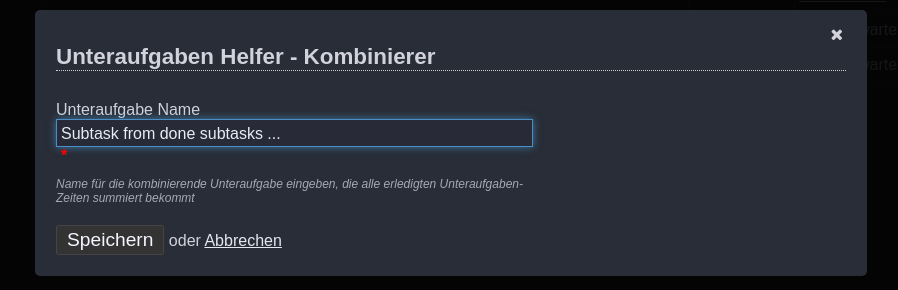 Unteraufgaben Helfer - Kombinierer
Unteraufgabe Name
Subtask from done subtasks ...
*
Name für die kombinierende Unteraufgabe eingeben, die alle erledigten Unteraufgaben-
Zeiten summiert bekommt
Speichern oder Abbrechen